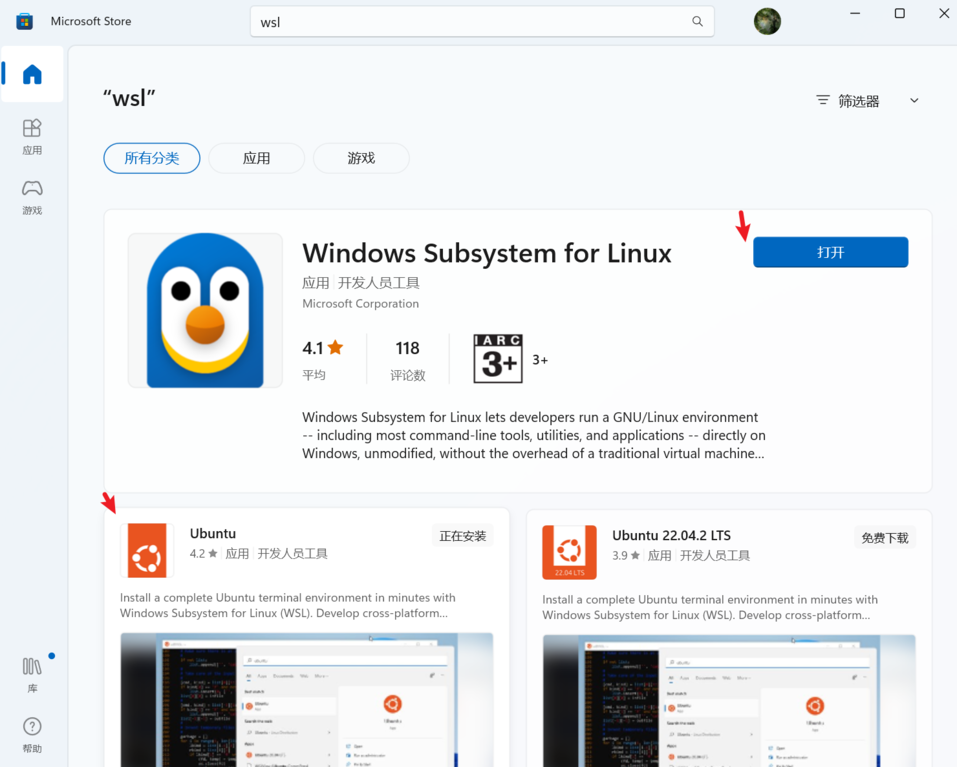 Microsoft Store
wsl
“wsl”
筛选器
所有分类
应用
游戏
应用
游戏
Windows Subsystem for Linux
打开
应用 开发人员工具
Microsoft Corporation
4.1
118
IARC
3+
3+
平均
评论数
Windows Subsystem for Linux lets developers run a GNU/Linux environment
-- including most command-line tools, utilities, and applications -- directly on
Windows, unmodified, without the overhead of a traditional virtual machine...
Ubuntu
正在安装
4.2 ★ 应用 开发人员工具
Install a complete Ubuntu terminal environment in minutes with
Windows Subsystem for Linux (WSL). Develop cross-platform...
Ubuntu 22.04.2 LTS
免费下载
3.9 ★ 应用 开发人员工具
22.04 LTS
Install a complete Ubuntu terminal environment in minutes with
Windows Subsystem for Linux (WSL). Develop cross-platform...
库
帮助